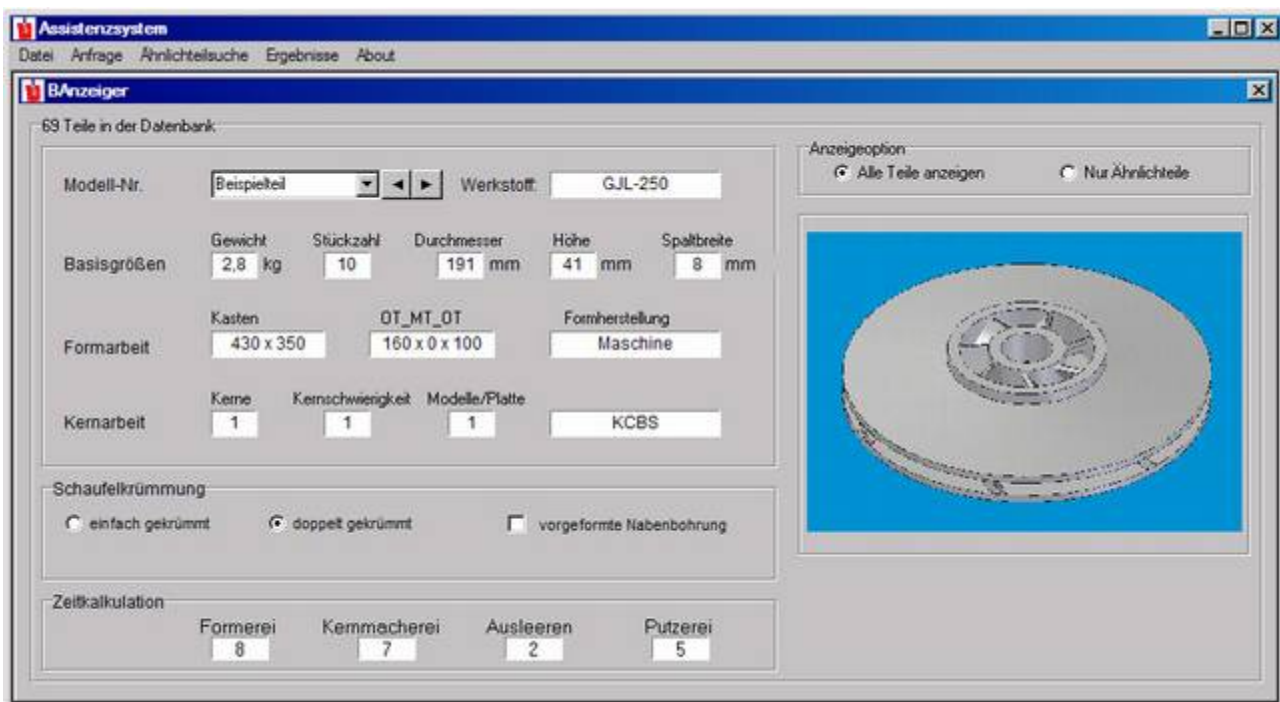 Assistenzsystem
Datei Anfrage Ähnlichteilsuche Ergebnisse About
BAnzeiger
69 Teile in der Datenbank
Anzeigeoption
Alle Teile anzeigen Nur Ähnlichteile
Modell-Nr. Beispielteil Werkstoff: GJL-250
Gewicht Stückzahl Durchmesser Höhe Spaltbreite
Basisgrößen 2,8 kg 10 191 mm 41 mm 8 mm
Kasten OT_MT_OT Formherstellung
Formarbeit 430 x 350 160 x 0 x 100 Maschine
Kerne Kernschwierigkeit Modelle/Platte
Kernarbeit 1 1 1 KCBS
Schaufelkrümmung
einfach gekrümmt doppelt gekrümmt vorgeformte Nabenbohrung
Zeitkalkulation
Formerei Kernmacherei Ausleeren Putzerei
8 7 2 5